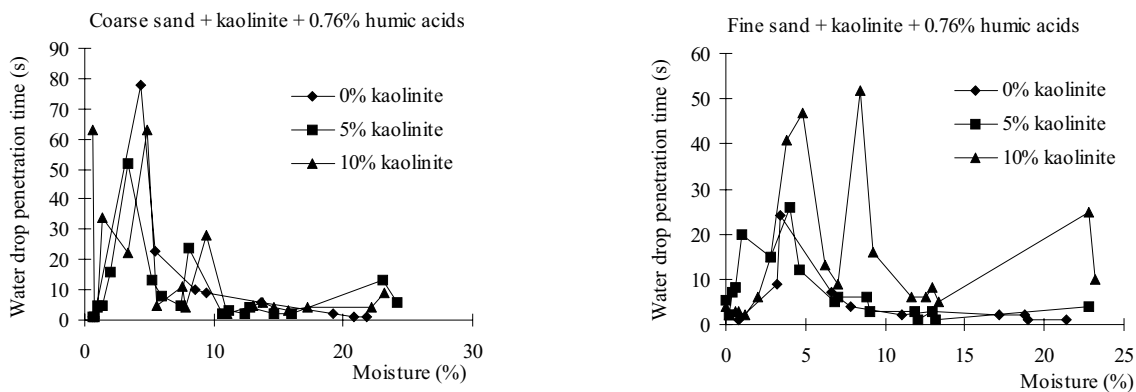 Coarse sand + kaolinite + 0.76% humic acids
Water drop penetration time (s)
90
80
70
60
50
40
30
20
10
0
0% kaolinite
5% kaolinite
10% kaolinite
0
10
20
30
Moisture (%)
Fine sand + kaolinite + 0.76% humic acids
Water drop penetration time (s)
60
50
40
30
20
10
0
0% kaolinite
5% kaolinite
10% kaolinite
0
5
10
15
20
25
Moisture (%)